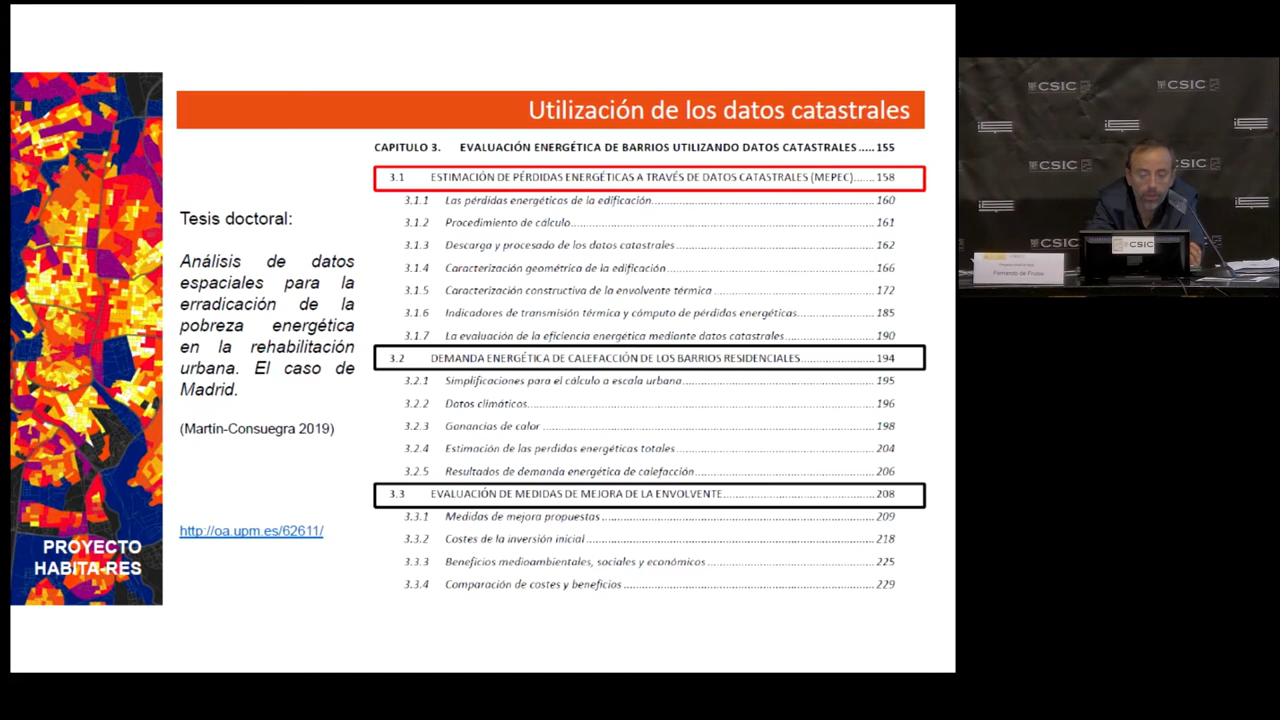 Utilización de los datos catastrales
CAPITULO 3. EVALUACIÓN ENERGÉTICA DE BARRIOS UTILIZANDO DATOS CATASTRALES ..... 155
3.1 ESTIMACIÓN DE PÉRDIDAS ENERGÉTICAS A TRAVÉS DE DATOS CATASTRALES (MEPEC)....... 158
3.1.1 Las pérdidas energéticas de la edificación.... 160
3.1.2 Procedimiento de cálculo.... 161
3.1.3 Descarga y procesado de los datos catastrales .... 162
3.1.4 Caracterización geométrica de la edificación.... 166
3.1.5 Caracterización constructiva de la envolvente térmica .... 172
3.1.6 Indicadores de transmisión térmica y cómputo de pérdidas energéticas.... 185
3.1.7 La evaluación de la eficiencia energética mediante datos catastrales.... 190
3.2 DEMANDA ENERGÉTICA DE CALEFACCIÓN DE LOS BARRIOS RESIDENCIALES.... 194
3.2.1 Simplificaciones para el cálculo a escala urbana.... 195
3.2.2 Datos climáticos.... 196
3.2.3 Ganancias de calor .... 198
3.2.4 Estimación de las perdidas energéticas totales .... 204
3.2.5 Resultados de demanda energética de calefacción.... 206
3.3 EVALUACIÓN DE MEDIDAS DE MEJORA DE LA ENVOLVENTE.... 208
3.3.1 Medidas de mejora propuestas .... 209
3.3.2 Costes de la inversión inicial .... 218
3.3.3 Beneficios medioambientales, sociales y económicos .... 225
3.3.4 Comparación de costes y beneficios .... 229
Tesis doctoral:
Análisis de datos
espaciales para la
erradicación de la
pobreza energética
en la rehabilitación
urbana. El caso de
Madrid.
(Martín-Consuegra 2019)
http://oa.upm.es/62611/
PROYECTO
HABITA-RES
CSIC
CSIC
CSIC
CSIC
CSIC
CSIC
Fernando de Frutos